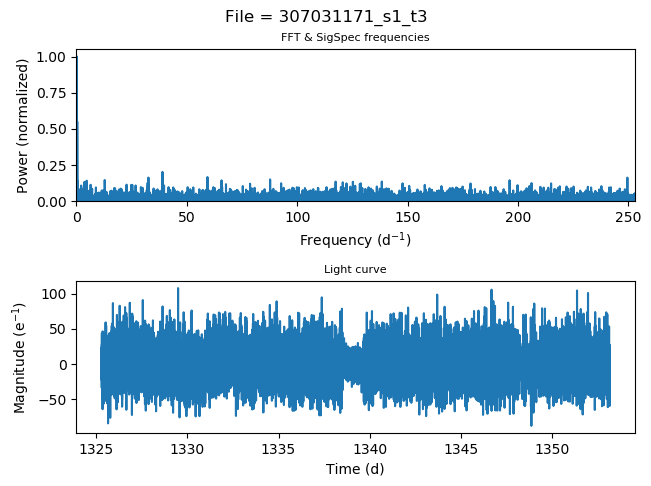 File = 307031171_s1_t3
FFT & SigSpec frequencies
Power (normalized)
1.00
0.75
0.50
0.25
0.00
0 50 100 150 200 250
Frequency (d⁻¹)
Light curve
Magnitude (e⁻¹)
100
50
0
−50
1325 1330 1335 1340 1345 1350
Time (d)